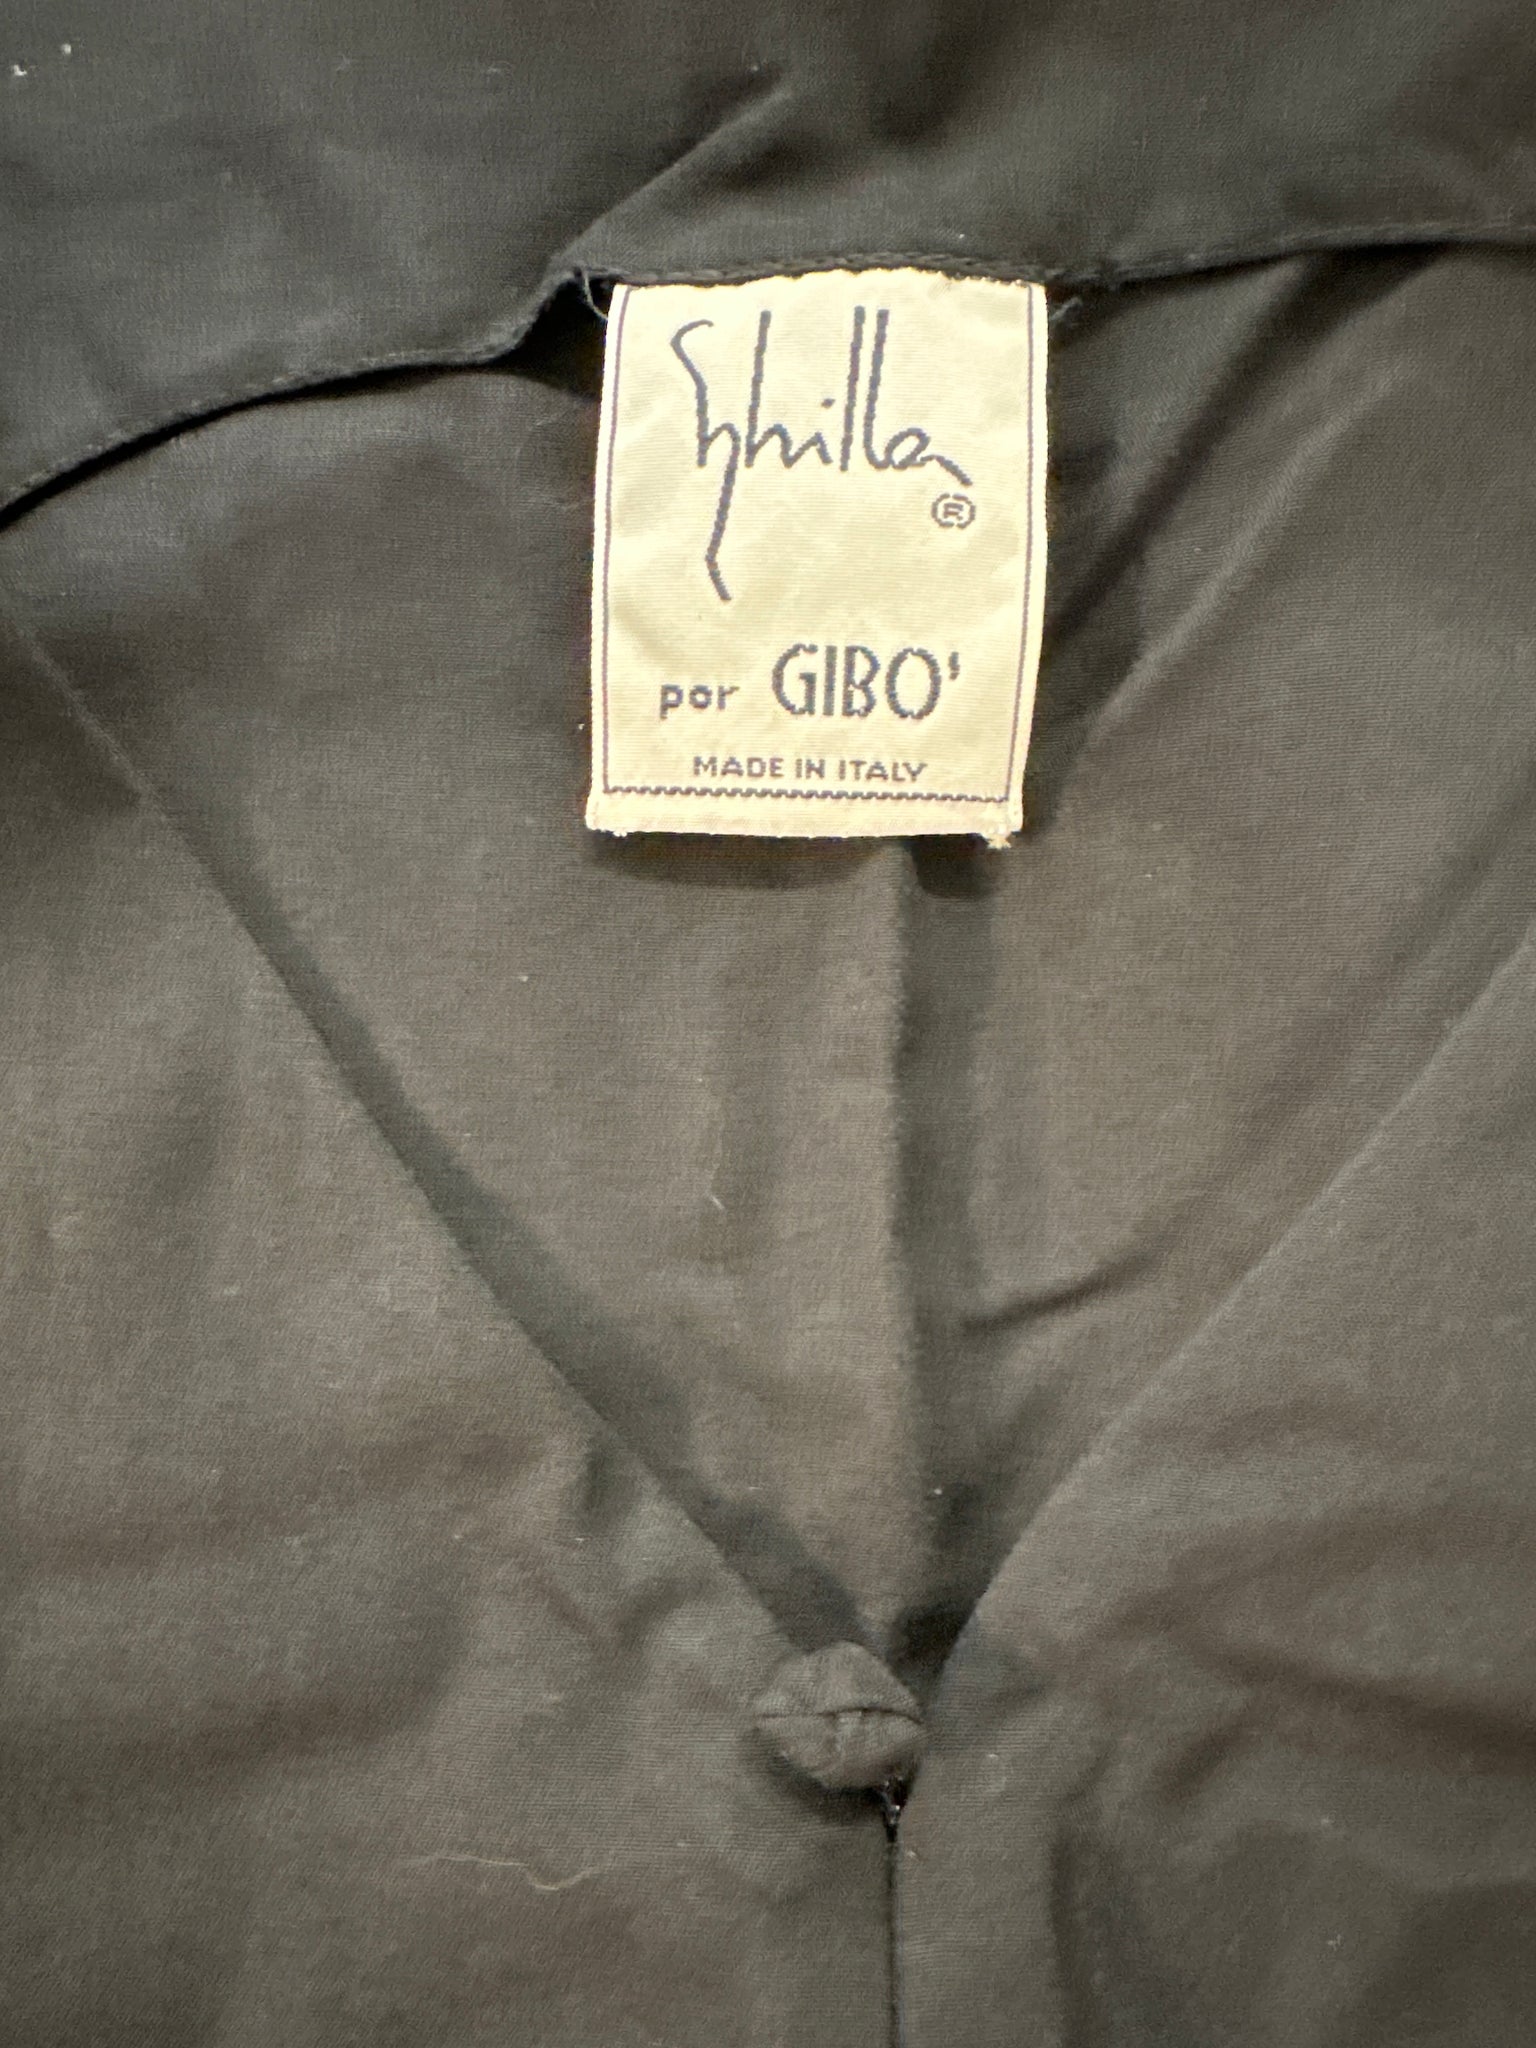 Sybilla
®
por GIBO'
MADE IN ITALY